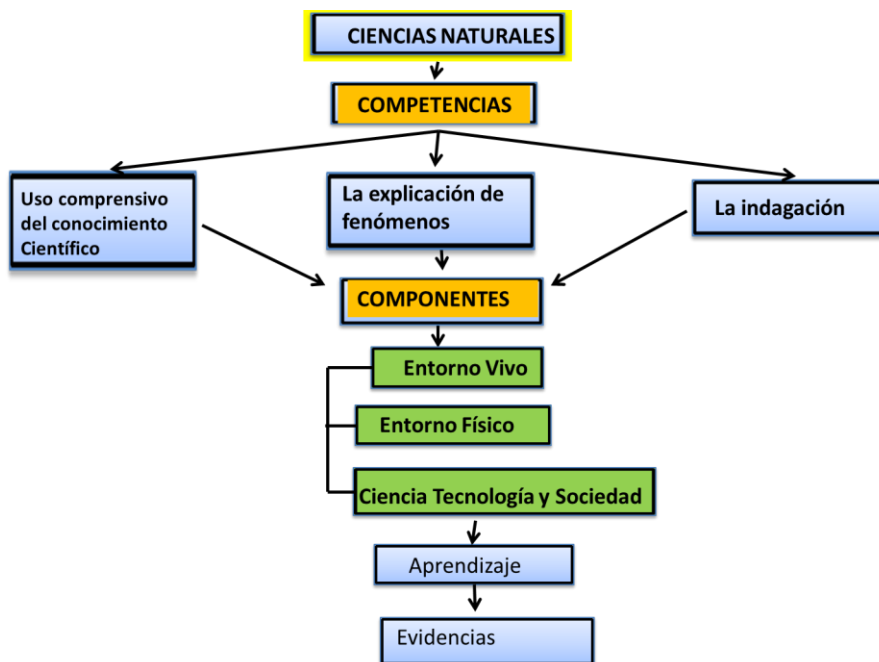 CIENCIAS NATURALES
COMPETENCIAS
Uso comprensivo
del conocimiento
Científico
La explicación de
fenómenos
La indagación
COMPONENTES
Entorno Vivo
Entorno Físico
Ciencia Tecnología y Sociedad
Aprendizaje
Evidencias